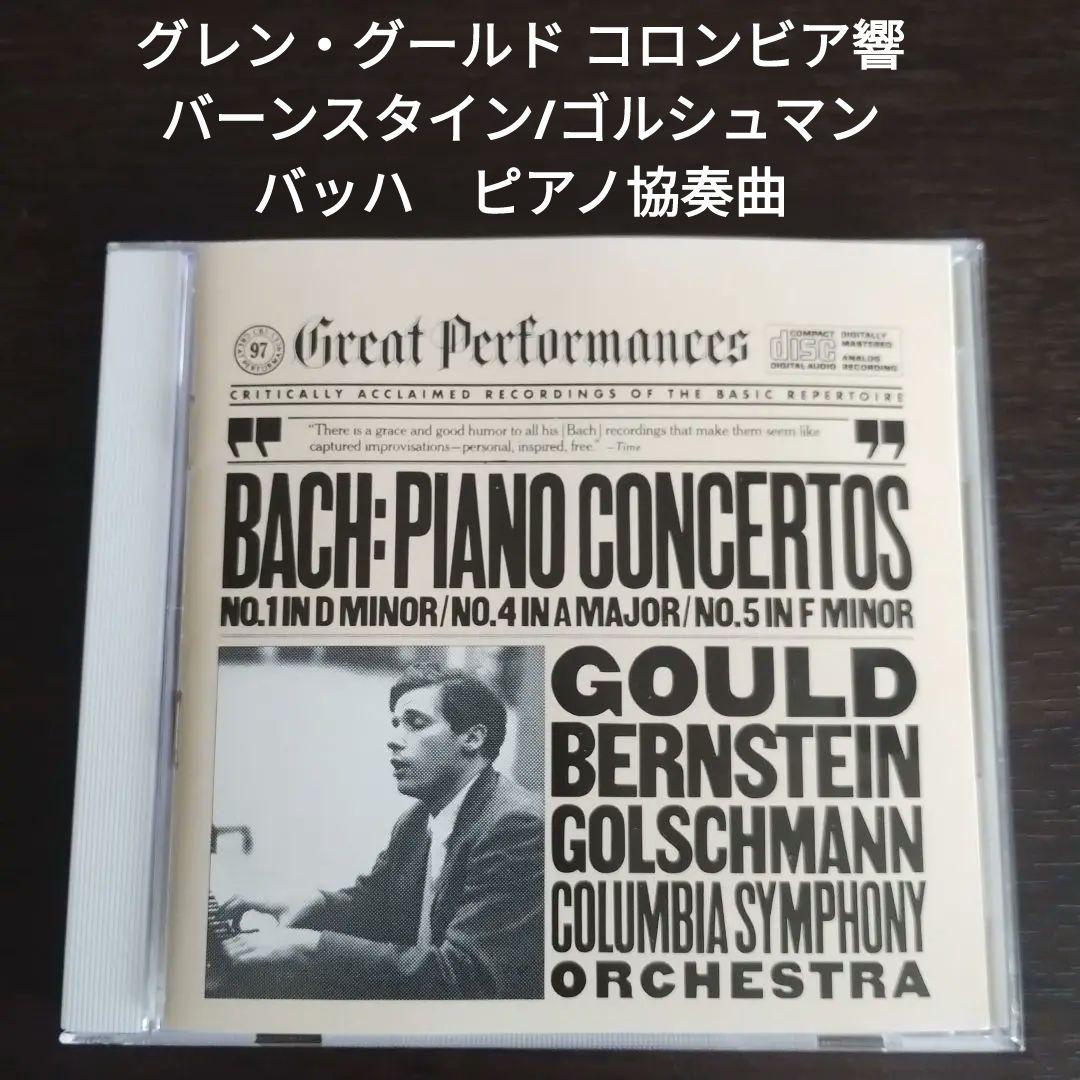 グレン・グールド コロンビア響
バーンスタイン/ゴルシュマン
バッハ　ピアノ協奏曲
97
Great Performances
COMPACT
disc
DIGITAL AUDIO
DIGITALLY
MASTERED
ANALOG
RECORDING
CRITICALLY ACCLAIMED RECORDINGS OF THE BASIC REPERTOIRE
"There is a grace and good humor to all his [Bach] recordings that make them seem like
captured improvisations—personal, inspired, free." –Time
BACH: PIANO CONCERTOS
NO.1 IN D MINOR/NO.4 IN A MAJOR/NO.5 IN F MINOR
GOULD
BERNSTEIN
GOLSCHMANN
COLUMBIA SYMPHONY
ORCHESTRA